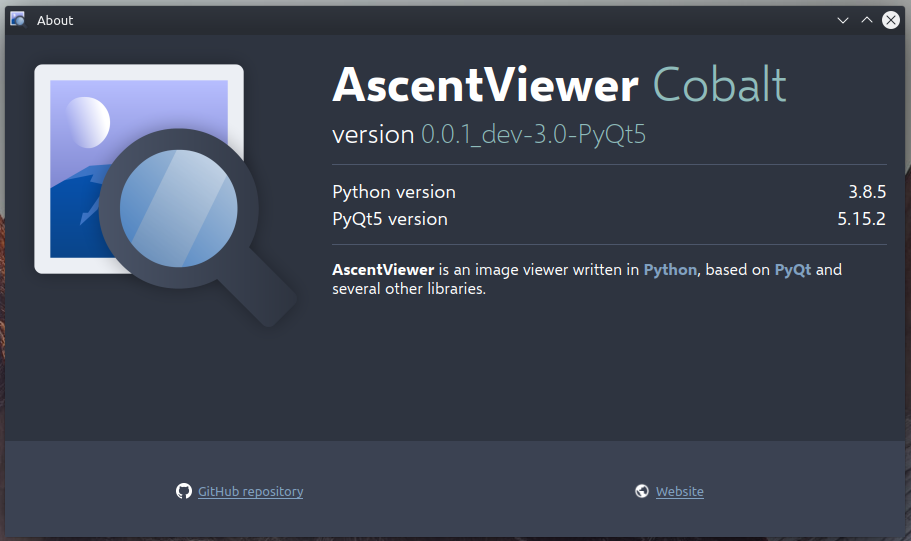 About
AscentViewer Cobalt
version 0.0.1_dev-3.0-PyQt5
Python version 3.8.5
PyQt5 version 5.15.2
AscentViewer is an image viewer written in Python, based on PyQt and
several other libraries.
GitHub repository Website